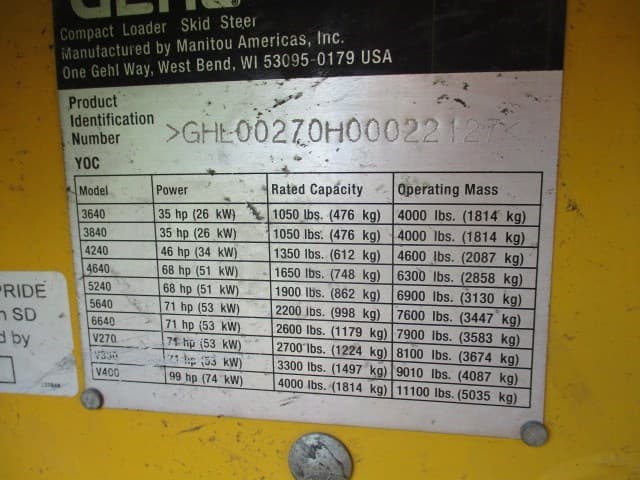 GEHL
Compact Loader Skid Steer
Manufactured by Manitou Americas, Inc.
One Gehl Way, West Bend, WI 53095-0179 USA
Product
Identification
Number >GHL00270H00022127<
YOC
Model Power Rated Capacity Operating Mass
3640 35 hp (26 kW) 1050 lbs. (476 kg) 4000 lbs. (1814 kg)
3840 35 hp (26 kW) 1050 lbs. (476 kg) 4000 lbs. (1814 kg)
4240 46 hp (34 kW) 1350 lbs. (612 kg) 4600 lbs. (2087 kg)
4640 68 hp (51 kW) 1650 lbs. (748 kg) 6300 lbs. (2858 kg)
5240 68 hp (51 kW) 1900 lbs. (862 kg) 6900 lbs. (3130 kg)
5640 71 hp (53 kW) 2200 lbs. (998 kg) 7600 lbs. (3447 kg)
6640 71 hp (53 kW) 2600 lbs. (1179 kg) 7900 lbs. (3583 kg)
V270 71 hp (53 kW) 2700 lbs. (1224 kg) 8100 lbs. (3674 kg)
V330 71 hp (53 kW) 3300 lbs. (1497 kg) 9010 lbs. (4087 kg)
V400 99 hp (74 kW) 4000 lbs. (1814 kg) 11100 lbs. (5035 kg)
PRIDE
n SD
d by